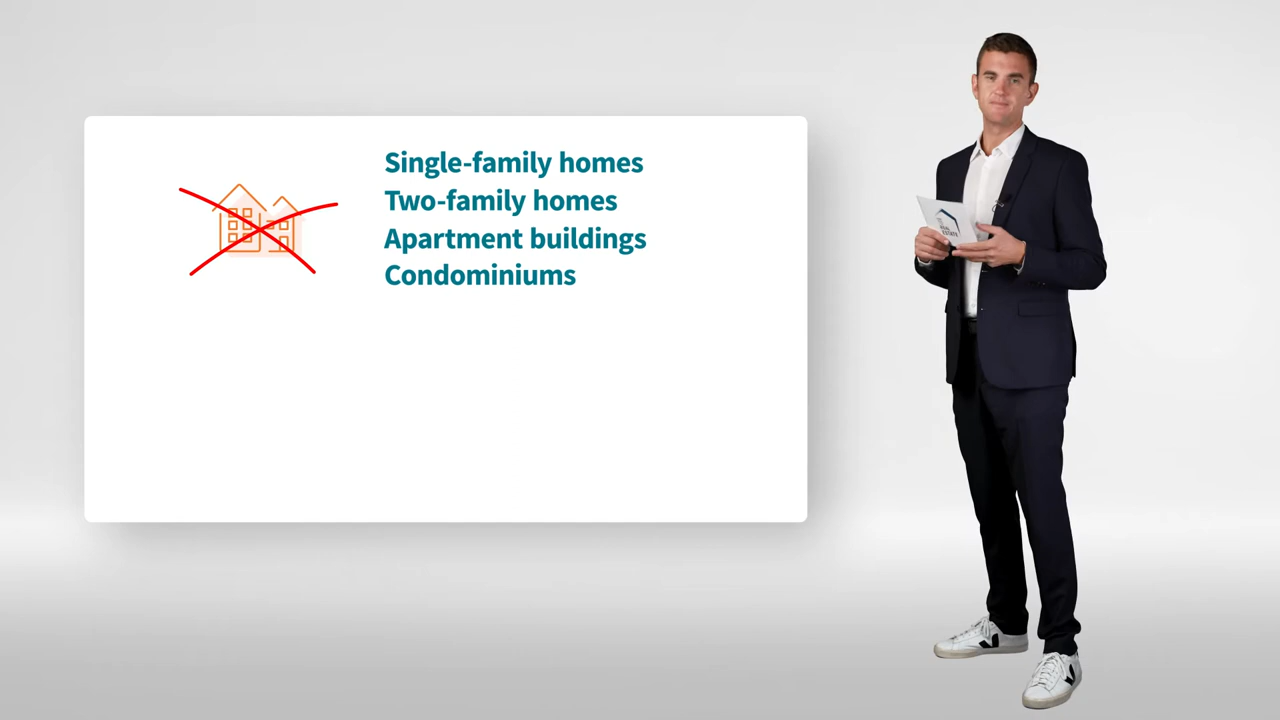 Single-family homes
Two-family homes
Apartment buildings
Condominiums